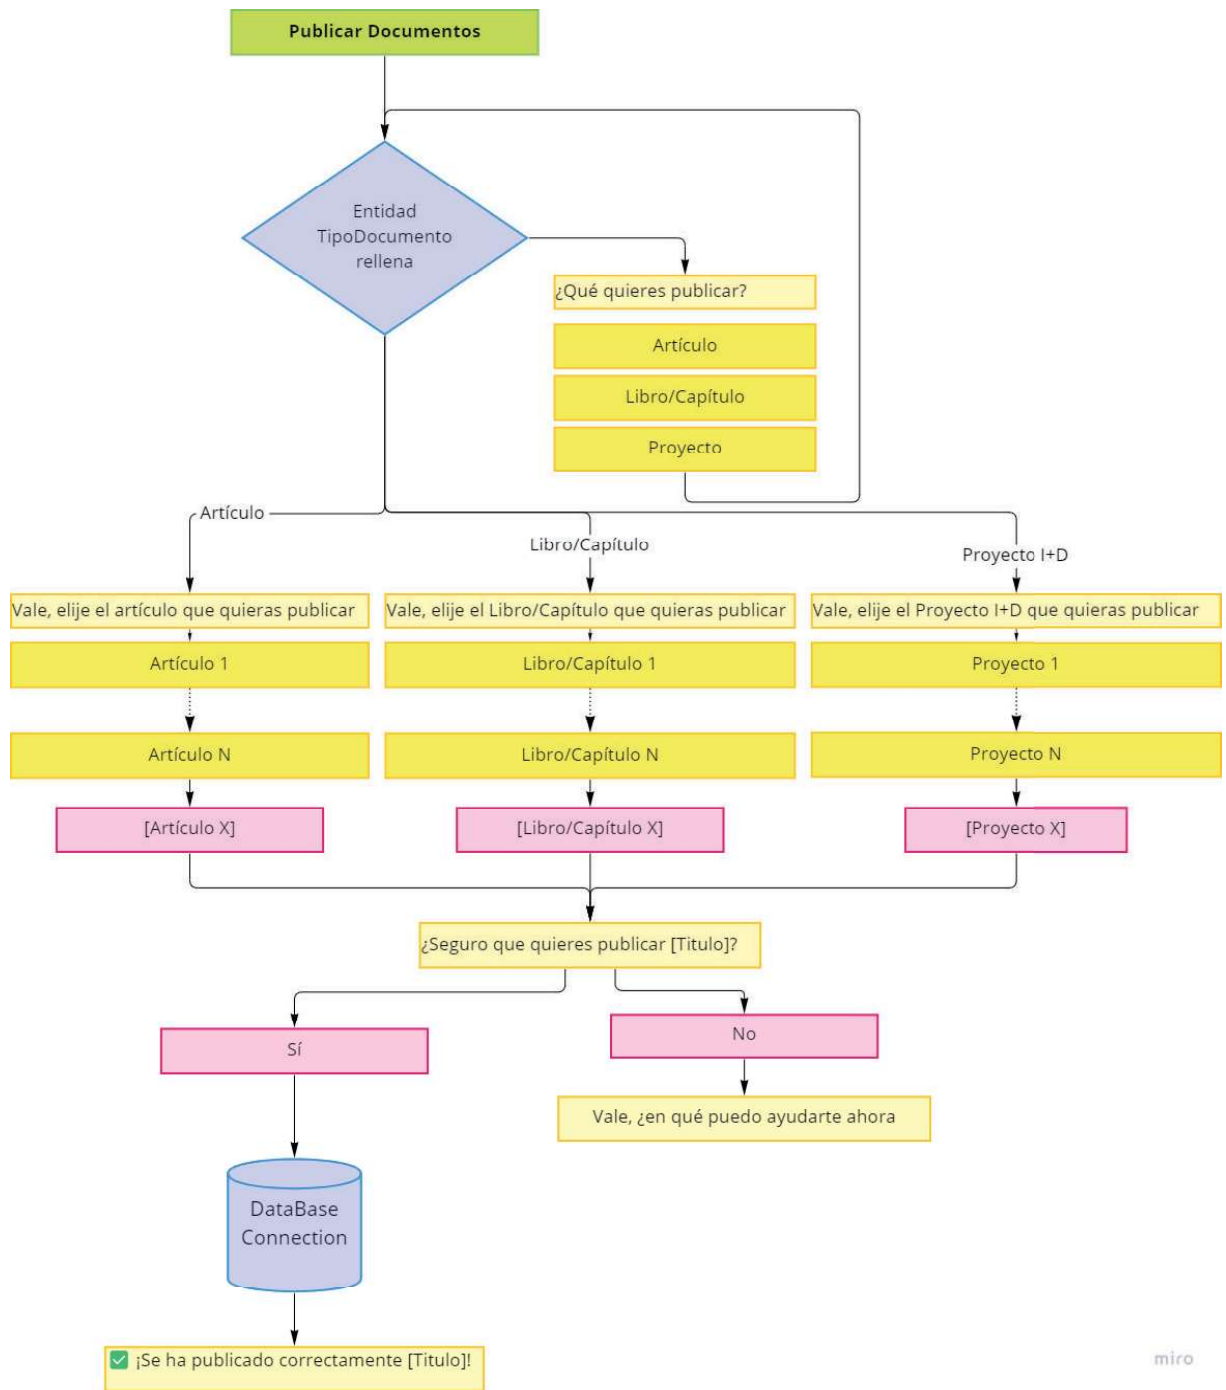 Publicar Documentos
Entidad
TipoDocumento
rellena
¿Qué quieres publicar?
Artículo
Libro/Capítulo
Proyecto
Artículo
Libro/Capítulo
Proyecto I+D
Vale, elije el artículo que quieras publicar
Vale, elije el Libro/Capítulo que quieras publicar
Vale, elije el Proyecto I+D que quieras publicar
Artículo 1
Libro/Capítulo 1
Proyecto 1
Artículo N
Libro/Capítulo N
Proyecto N
[Artículo X]
[Libro/Capítulo X]
[Proyecto X]
¿Seguro que quieres publicar [Titulo]?
Sí
No
Vale, ¿en qué puedo ayudarte ahora
DataBase
Connection
✅ ¡Se ha publicado correctamente [Titulo]!
miro